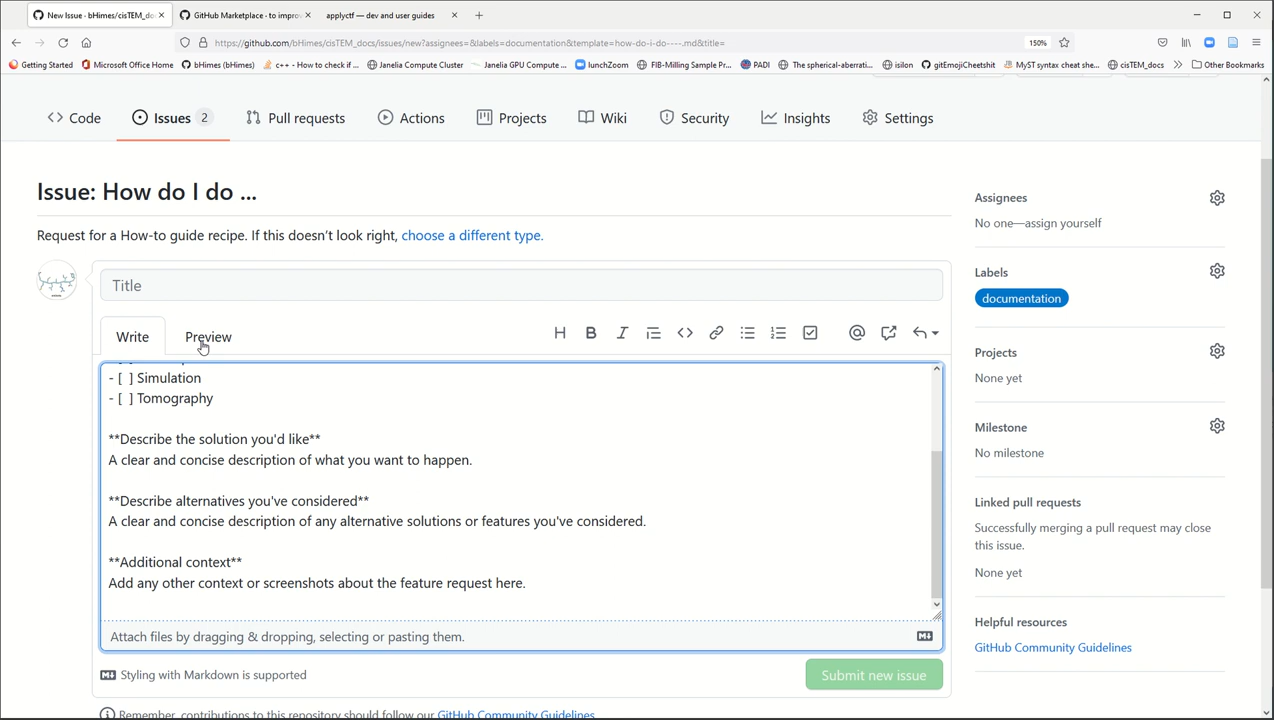 New Issue · bHimes/cisTEM_do
GitHub Marketplace - to improv
applyctf — dev and user guides
https://github.com/bHimes/cisTEM_docs/issues/new?assignees=&labels=documentation&template=how-do-i-do----.md&title=
150%
Getting Started
Microsoft Office Home
bHimes (bHimes)
c++ - How to check if ...
Janelia Compute Cluster
Janelia GPU Compute ...
lunchZoom
FIB-Milling Sample Pr...
PADI
The spherical-aberrati...
isilon
gitEmojiCheetshit
MyST syntax cheat she...
cisTEM_docs
Other Bookmarks
Code
Issues 2
Pull requests
Actions
Projects
Wiki
Security
Insights
Settings
Issue: How do I do ...
Request for a How-to guide recipe. If this doesn't look right, choose a different type.
Title
Write
Preview
- [ ] Simulation
- [ ] Tomography
**Describe the solution you'd like**
A clear and concise description of what you want to happen.
**Describe alternatives you've considered**
A clear and concise description of any alternative solutions or features you've considered.
**Additional context**
Add any other context or screenshots about the feature request here.
Attach files by dragging & dropping, selecting or pasting them.
Styling with Markdown is supported
Submit new issue
Remember, contributions to this repository should follow our GitHub Community Guidelines.
Assignees
No one—assign yourself
Labels
documentation
Projects
None yet
Milestone
No milestone
Linked pull requests
Successfully merging a pull request may close
this issue.
None yet
Helpful resources
GitHub Community Guidelines